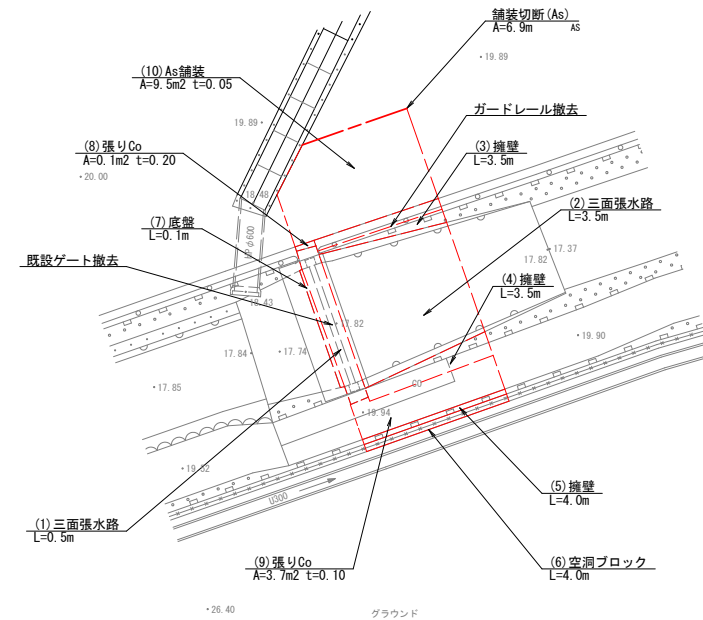 舗装切断(As)
A=6.9m
AS
19.89
(10)As舗装
A=9.5m2 t=0.05
ガードレール撤去
19.89
(8)張りCo
A=0.1m2 t=0.20
(3)擁壁
L=3.5m
20.00
18.48
(2)三面張水路
L=3.5m
(7)底盤
L=0.1m
HPφ600
17.37
17.82
既設ゲート撤去
(4)擁壁
L=3.5m
18.43
17.82
19.90
17.84
17.74
17.85
CO
19.94
19.32
(5)擁壁
L=4.0m
U300
(1)三面張水路
L=0.5m
(9)張りCo
A=3.7m2 t=0.10
(6)空洞ブロック
L=4.0m
26.40
グラウンド